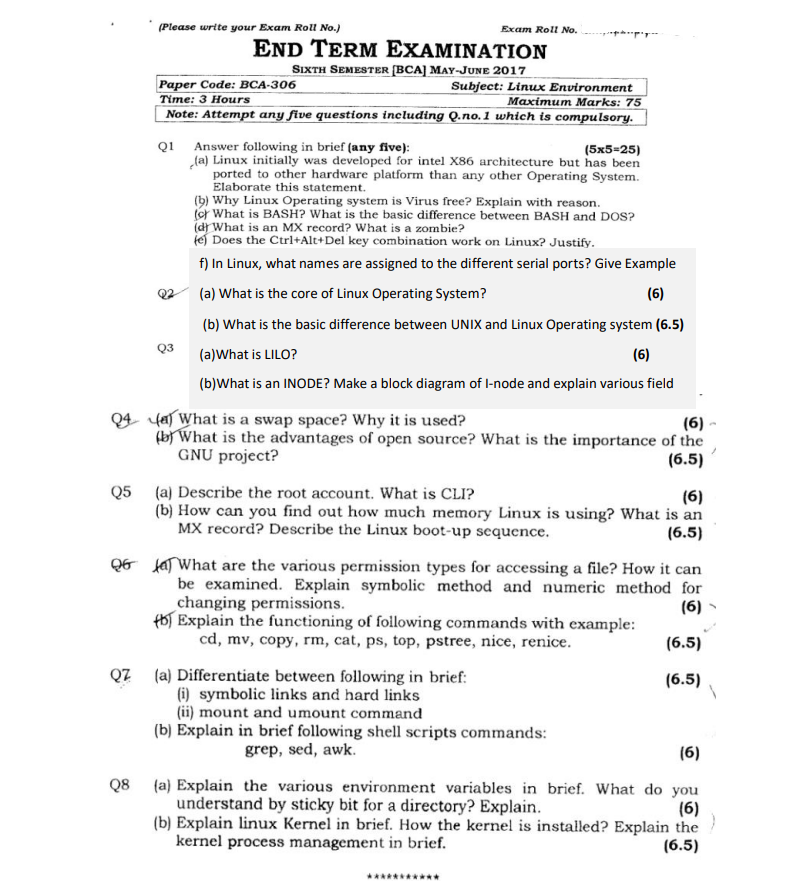 (Please write your Exam Roll No.) Exam Roll No.
END TERM EXAMINATION
SIXTH SEMESTER [BCA] MAY-JUNE 2017
Paper Code: BCA-306 Subject: Linux Environment
Time: 3 Hours Maximum Marks: 75
Note: Attempt any five questions including Q.no.1 which is compulsory.
Q1 Answer following in brief (any five): (5x5=25)
(a) Linux initially was developed for intel X86 architecture but has been
ported to other hardware platform than any other Operating System.
Elaborate this statement.
(b) Why Linux Operating system is Virus free? Explain with reason.
(c) What is BASH? What is the basic difference between BASH and DOS?
(d) What is an MX record? What is a zombie?
(e) Does the Ctrl+Alt+Del key combination work on Linux? Justify.
f) In Linux, what names are assigned to the different serial ports? Give Example
Q2 (a) What is the core of Linux Operating System? (6)
(b) What is the basic difference between UNIX and Linux Operating system (6.5)
Q3 (a)What is LILO? (6)
(b)What is an INODE? Make a block diagram of I-node and explain various field
Q4 (a) What is a swap space? Why it is used? (6)
(b) What is the advantages of open source? What is the importance of the
GNU project? (6.5)
Q5 (a) Describe the root account. What is CLI? (6)
(b) How can you find out how much memory Linux is using? What is an
MX record? Describe the Linux boot-up sequence. (6.5)
Q6 (a) What are the various permission types for accessing a file? How it can
be examined. Explain symbolic method and numeric method for
changing permissions. (6)
(b) Explain the functioning of following commands with example:
cd, mv, copy, rm, cat, ps, top, pstree, nice, renice. (6.5)
Q7 (a) Differentiate between following in brief: (6.5)
(i) symbolic links and hard links
(ii) mount and umount command
(b) Explain in brief following shell scripts commands:
grep, sed, awk. (6)
Q8 (a) Explain the various environment variables in brief. What do you
understand by sticky bit for a directory? Explain. (6)
(b) Explain linux Kernel in brief. How the kernel is installed? Explain the
kernel process management in brief. (6.5)
***********